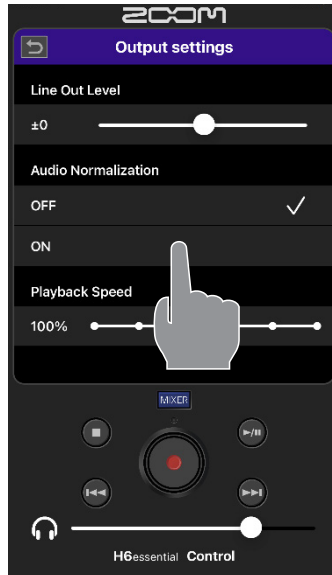 ZOOM
Output settings
Line Out Level
±0
Audio Normalization
OFF
ON
Playback Speed
100%
MIXER
H6essential Control